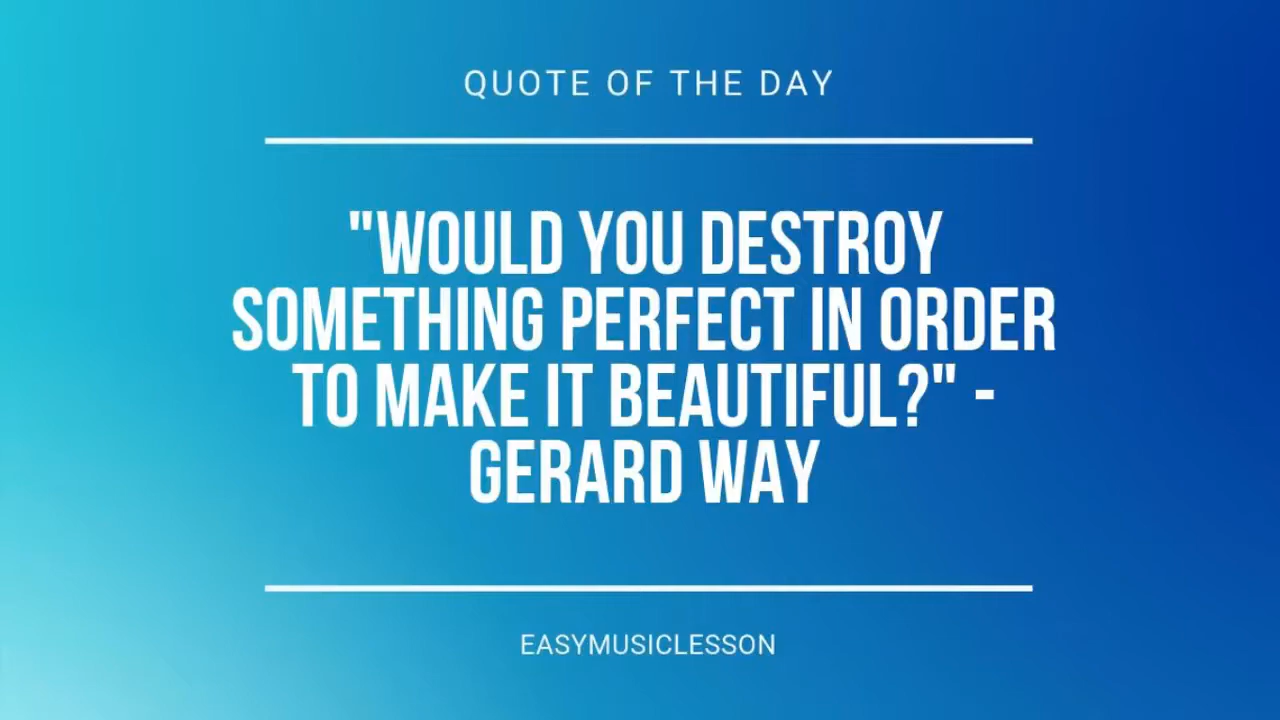 QUOTE OF THE DAY
"WOULD YOU DESTROY
SOMETHING PERFECT IN ORDER
TO MAKE IT BEAUTIFUL?" -
GERARD WAY
EASYMUSICLESSON